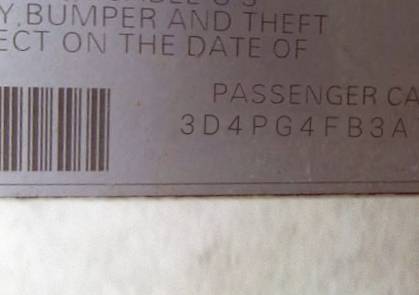 Y, BUMPER AND THEFT
ECT ON THE DATE OF
PASSENGER CA
3D4PG4FB3A